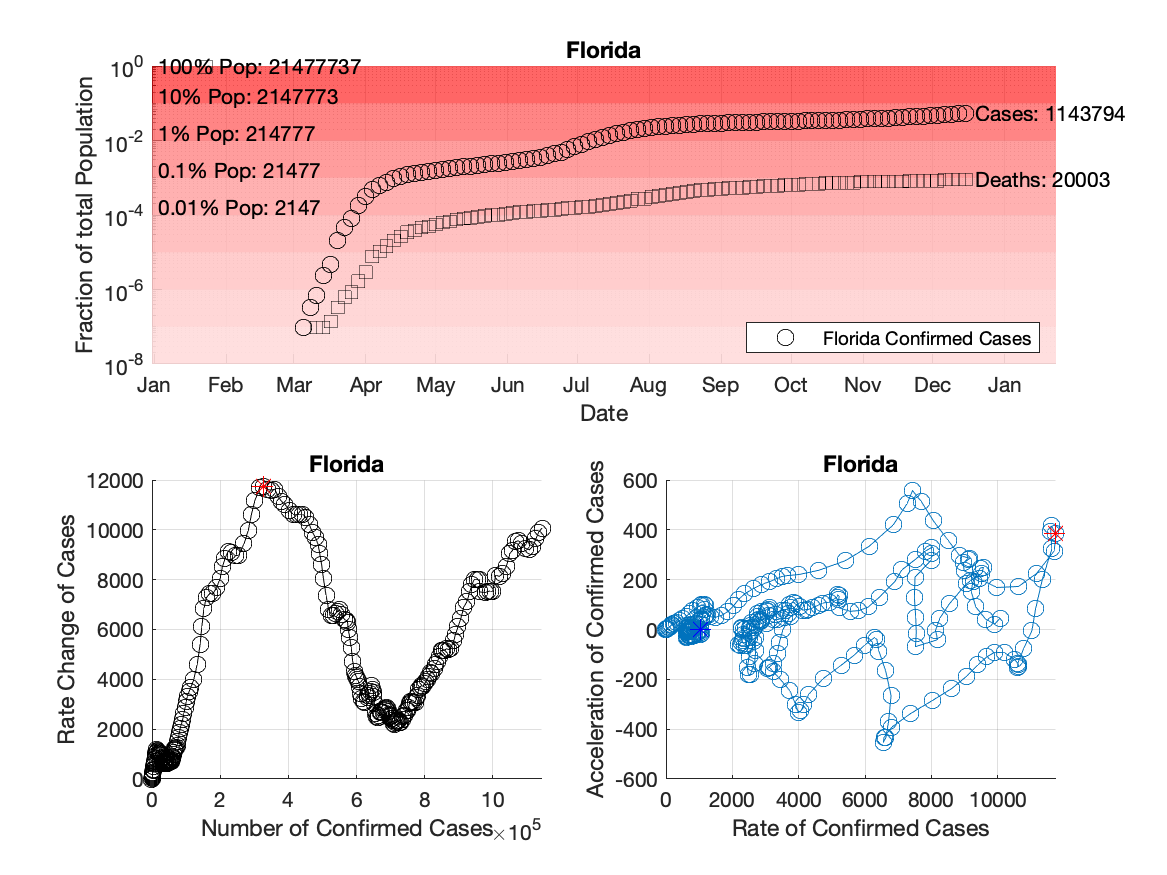 Florida
10^0
100% Pop: 21477737
10% Pop: 2147773
Cases: 1143794
10^-2
1% Pop: 214777
0.1% Pop: 21477
Deaths: 20003
10^-4
0.01% Pop: 2147
10^-6
10^-8
Fraction of total Population
Florida Confirmed Cases
Jan Feb Mar Apr May Jun Jul Aug Sep Oct Nov Dec Jan
Date
Florida
12000
10000
8000
6000
4000
2000
0
Rate Change of Cases
0 2 4 6 8 10
Number of Confirmed Cases ×10^5
Florida
600
400
200
0
-200
-400
-600
Acceleration of Confirmed Cases
0 2000 4000 6000 8000 10000
Rate of Confirmed Cases